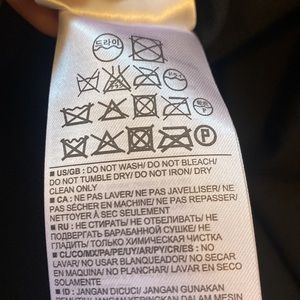 드라이
P
■ US/GB : DO NOT WASH/ DO NOT BLEACH/
DO NOT TUMBLE DRY/ DO NOT IRON/ DRY
CLEAN ONLY
■ CA : NE PAS LAVER/ NE PAS JAVELLISER/ NE
PAS SÉCHER EN MACHINE/ NE PAS REPASSER/
NETTOYER À SEC SEULEMENT
■ RU : НЕ СТИРАТЬ/ НЕ ОТБЕЛИВАТЬ/ НЕ
ПОДВЕРГАТЬ БАРАБАННОЙ СУШКЕ/ НЕ
ГЛАДИТЬ/ ТОЛЬКО ХИМИЧЕСКАЯ ЧИСТКА
■ CL/CO/MX/PA/PE/UY/AR/PY/CR/ES : NO
LAVAR/ NO USAR BLANQUEADOR/ NO SECAR
EN MAQUINA/ NO PLANCHAR/ LAVAR EN SECO
SOLAMENTE
■ ID : JANGAN DICUCI/ JANGAN GUNAKAN
JANGAN KERINGKAN DALAM MESIN